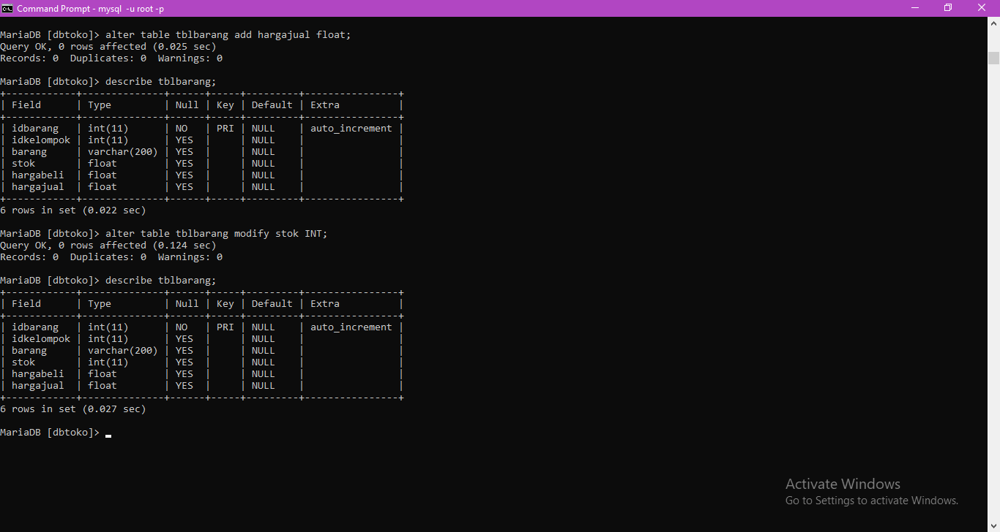 Command Prompt - mysql -u root -p
MariaDB [dbtoko]> alter table tblbarang add hargajual float;
Query OK, 0 rows affected (0.025 sec)
Records: 0  Duplicates: 0  Warnings: 0
MariaDB [dbtoko]> describe tblbarang;
+------------+--------------+------+-----+---------+----------------+
| Field      | Type         | Null | Key | Default | Extra          |
+------------+--------------+------+-----+---------+----------------+
| idbarang   | int(11)      | NO   | PRI | NULL    | auto_increment |
| idkelompok | int(11)      | YES  |     | NULL    |                |
| barang     | varchar(200) | YES  |     | NULL    |                |
| stok       | float        | YES  |     | NULL    |                |
| hargabeli  | float        | YES  |     | NULL    |                |
| hargajual  | float        | YES  |     | NULL    |                |
+------------+--------------+------+-----+---------+----------------+
6 rows in set (0.022 sec)
MariaDB [dbtoko]> alter table tblbarang modify stok INT;
Query OK, 0 rows affected (0.124 sec)
Records: 0  Duplicates: 0  Warnings: 0
MariaDB [dbtoko]> describe tblbarang;
+------------+--------------+------+-----+---------+----------------+
| Field      | Type         | Null | Key | Default | Extra          |
+------------+--------------+------+-----+---------+----------------+
| idbarang   | int(11)      | NO   | PRI | NULL    | auto_increment |
| idkelompok | int(11)      | YES  |     | NULL    |                |
| barang     | varchar(200) | YES  |     | NULL    |                |
| stok       | int(11)      | YES  |     | NULL    |                |
| hargabeli  | float        | YES  |     | NULL    |                |
| hargajual  | float        | YES  |     | NULL    |                |
+------------+--------------+------+-----+---------+----------------+
6 rows in set (0.027 sec)
MariaDB [dbtoko]> _
Activate Windows
Go to Settings to activate Windows.